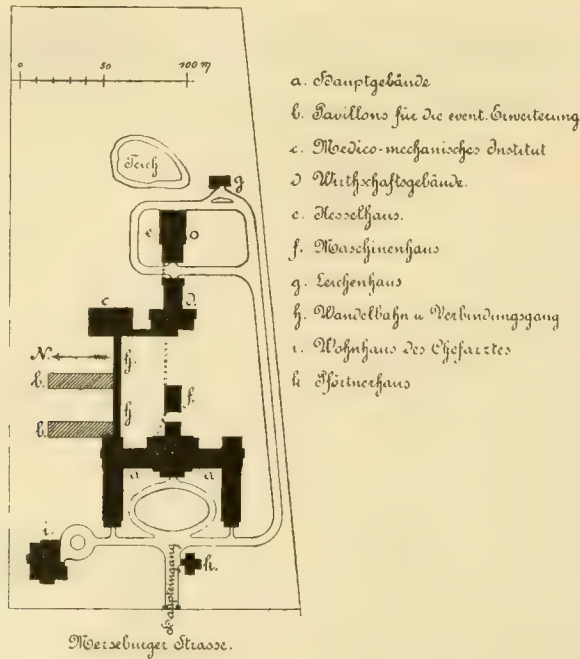 0 50 100 m
a. Hauptgebäude
b. Pavillons für die event. Erweiterung
c. Medico-mechanisches Institut
d Wirthschaftsgebäude.
e. Kesselhaus.
f. Maschinenhaus
g. Leichenhaus
h. Wandelbahn u Verbindungsgang
i. Wohnhaus des Chefarztes
k Pförtnerhaus
Teich
g
e
d.
c
N.
h.
b.
h
f.
b.
a a
i.
k.
Haupteingang
Merseburger Strasse.